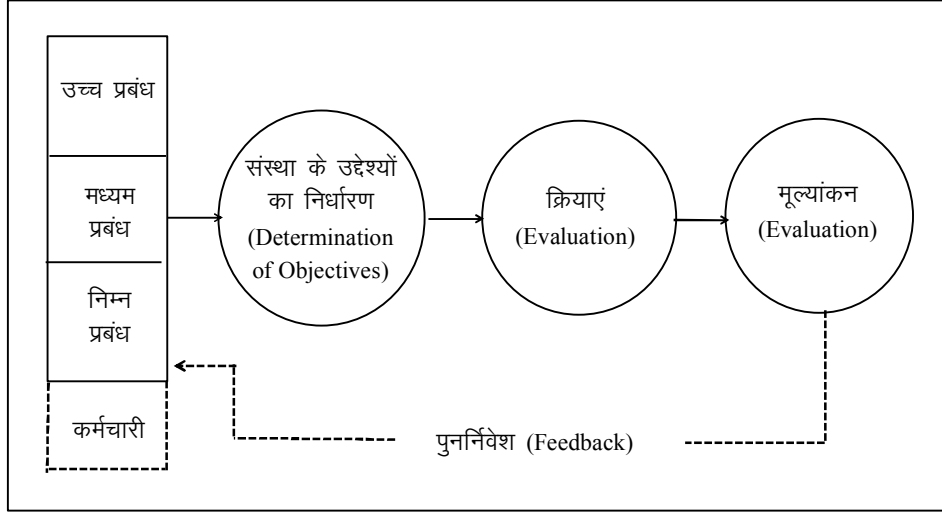 उच्च प्रबंध
मध्यम
प्रबंध
निम्न
प्रबंध
कर्मचारी
संस्था के उद्देश्यों
का निर्धारण
(Determination
of Objectives)
क्रियाएं
(Evaluation)
मूल्यांकन
(Evaluation)
पुनर्निवेश (Feedback)